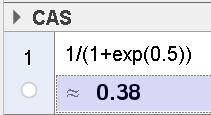 CAS
1
1/(1+exp(0.5))
≈ 0.38